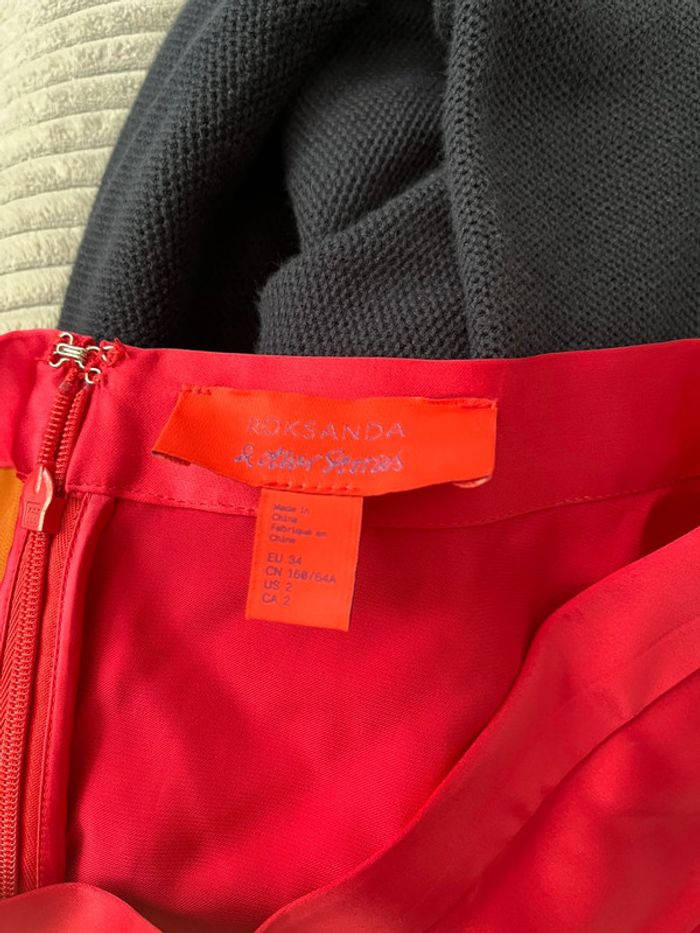 ROKSANDA
& other Stories
Made in
China
Fabriqué en
Chine
EU 34
CN 160/64A
US 2
CA 2